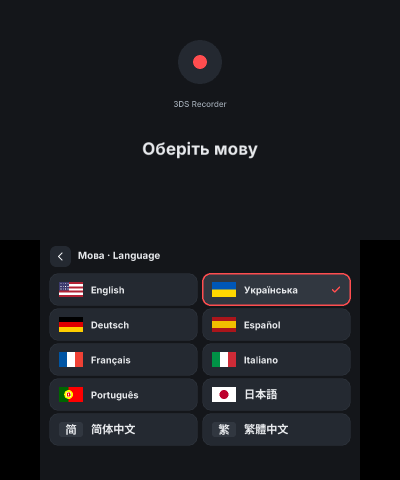 3DS Recorder
Оберіть мову
Мова · Language
English
Українська
Deutsch
Español
Français
Italiano
Português
日本語
简 简体中文
繁 繁體中文